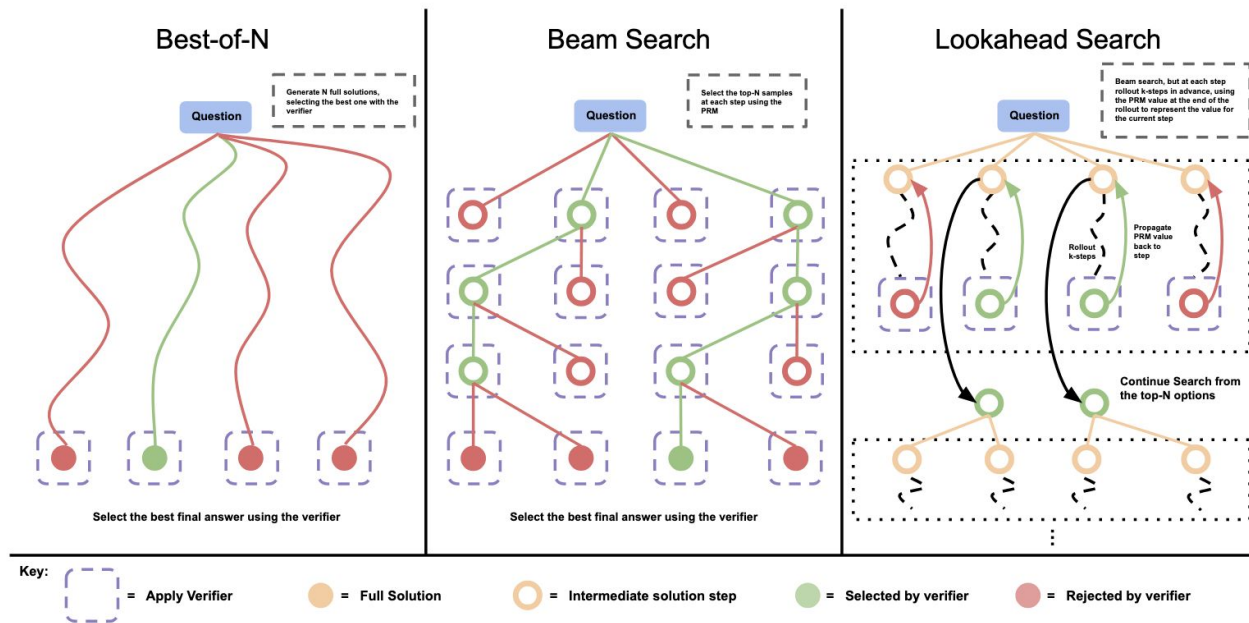 Best-of-N
Generate N full solutions,
selecting the best one with the
verifier
Question
Select the best final answer using the verifier
Beam Search
Select the top-N samples
at each step using the
PRM
Question
Select the best final answer using the verifier
Lookahead Search
Beam search, but at each step
rollout k-steps in advance, using
the PRM value at the end of the
rollout to represent the value for
the current step
Question
Rollout
k-steps
Propagate
PRM value
back to
step
Continue Search from
the top-N options
Key:
= Apply Verifier
= Full Solution
= Intermediate solution step
= Selected by verifier
= Rejected by verifier